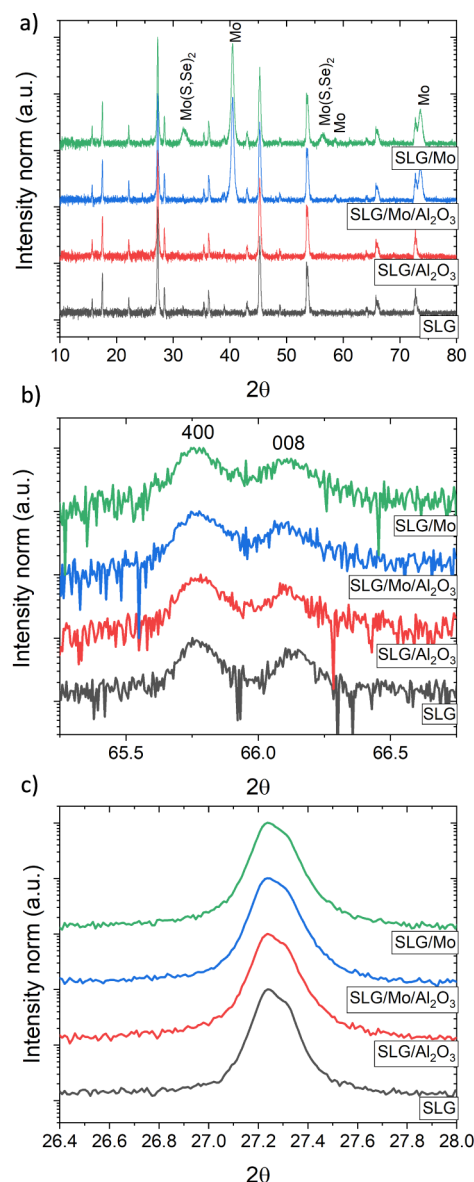 a)
Intensity norm (a.u.)
Mo(S,Se)₂
Mo
Mo(S,Se)₂
Mo
Mo
SLG/Mo
SLG/Mo/Al₂O₃
SLG/Al₂O₃
SLG
10 20 30 40 50 60 70 80
2θ
b)
Intensity norm (a.u.)
400 008
SLG/Mo
SLG/Mo/Al₂O₃
SLG/Al₂O₃
SLG
65.5 66.0 66.5
2θ
c)
Intensity norm (a.u.)
SLG/Mo
SLG/Mo/Al₂O₃
SLG/Al₂O₃
SLG
26.4 26.6 26.8 27.0 27.2 27.4 27.6 27.8 28.0
2θ